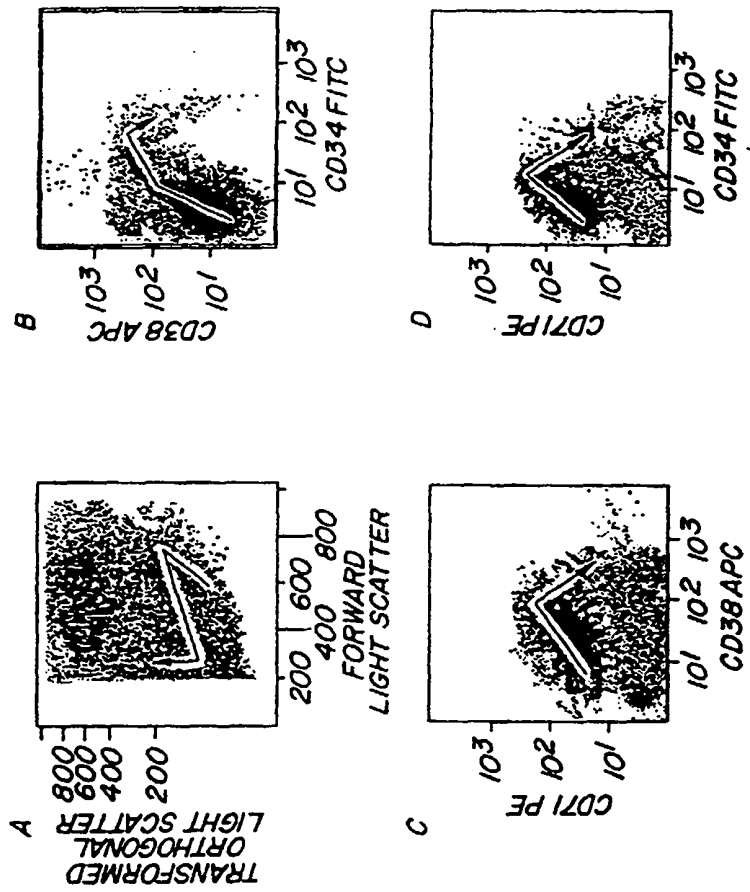 A
TRANSFORMED
ORTHOGONAL
LIGHT SCATTER
800
600
400
200
200 400 600 800
FORWARD
LIGHT SCATTER
B
CD38 APC
10³
10²
10¹
10¹ 10² 10³
CD34 FITC
C
CD71 PE
10³
10²
10¹
10¹ 10² 10³
CD38 APC
D
CD71 PE
10³
10²
10¹
10¹ 10² 10³
CD34 FITC